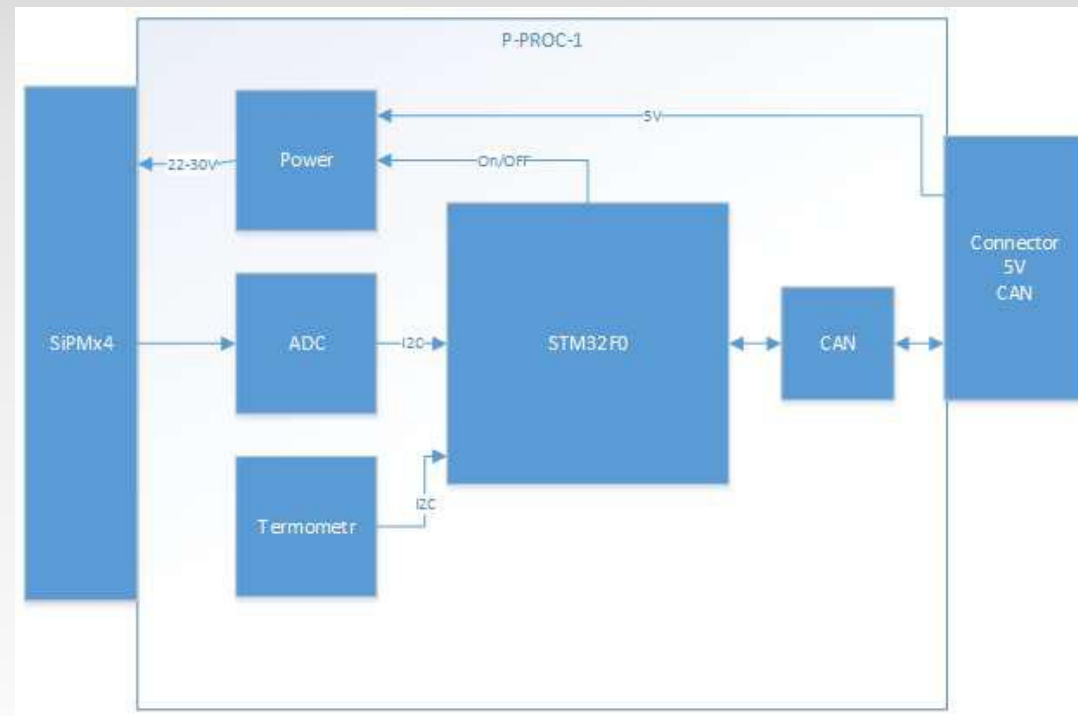 P-PROC-1
5V
22-30V
Power
On/OFF
Connector
5V
CAN
SiPMx4
ADC
I2C
STM32F0
CAN
I2C
Termometr